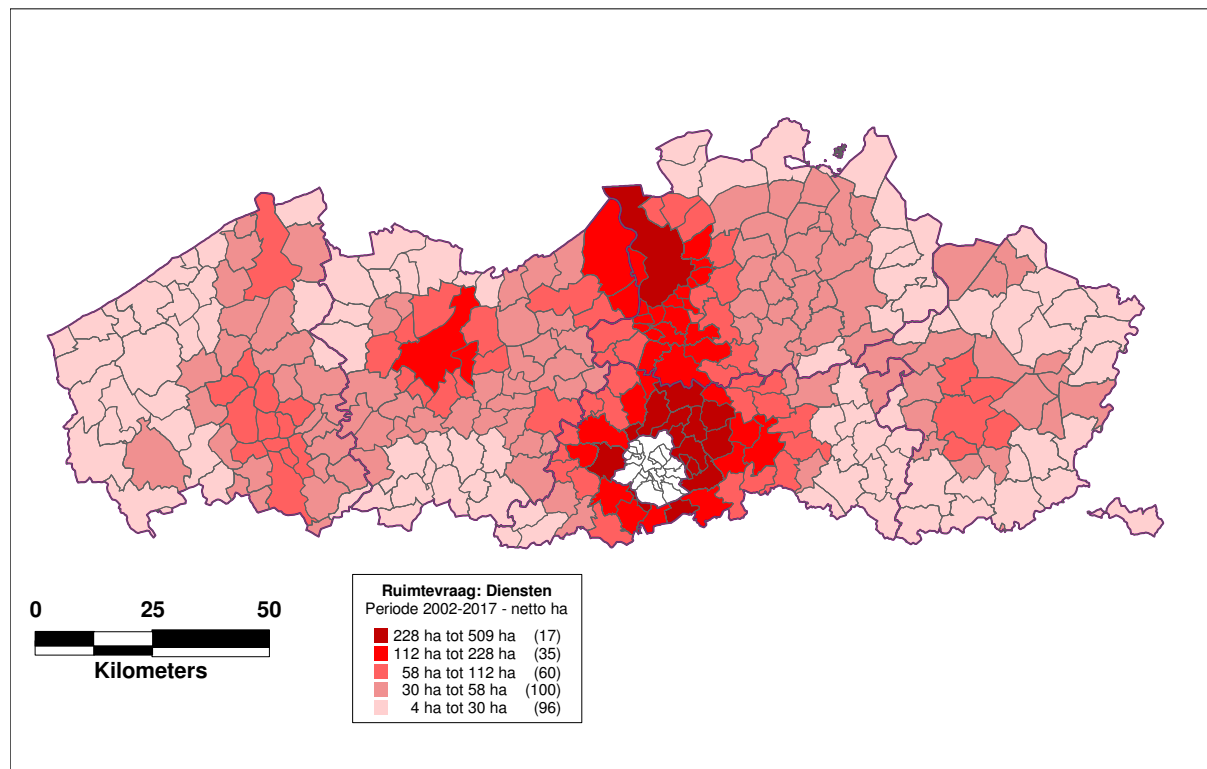 0 25 50
Kilometers
Ruimtevraag: Diensten
Periode 2002-2017 - netto ha
228 ha tot 509 ha (17)
112 ha tot 228 ha (35)
58 ha tot 112 ha (60)
30 ha tot 58 ha (100)
4 ha tot 30 ha (96)